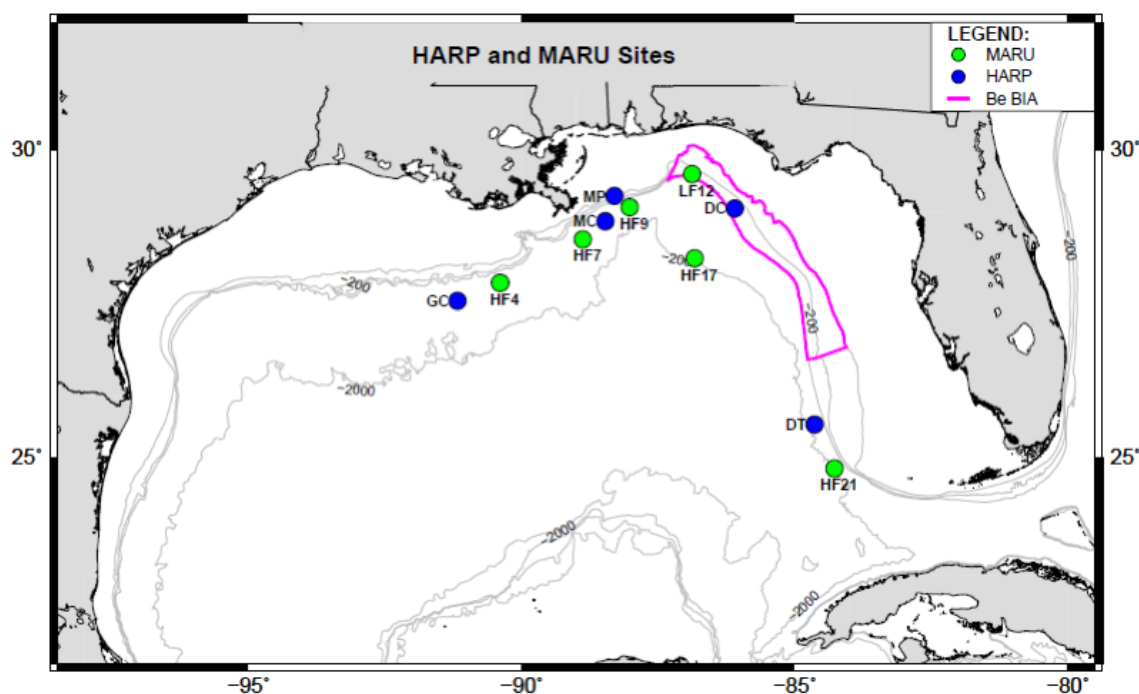 HARP and MARU Sites
LEGEND:
MARU
HARP
Be BIA
30°
30°
MP
LF12
MC
HF9
DC
HF7
−200
HF17
−200
−200
GC
HF4
−200
−2000
DT
25°
25°
HF21
−2000
−2000
−95°
−90°
−85°
−80°